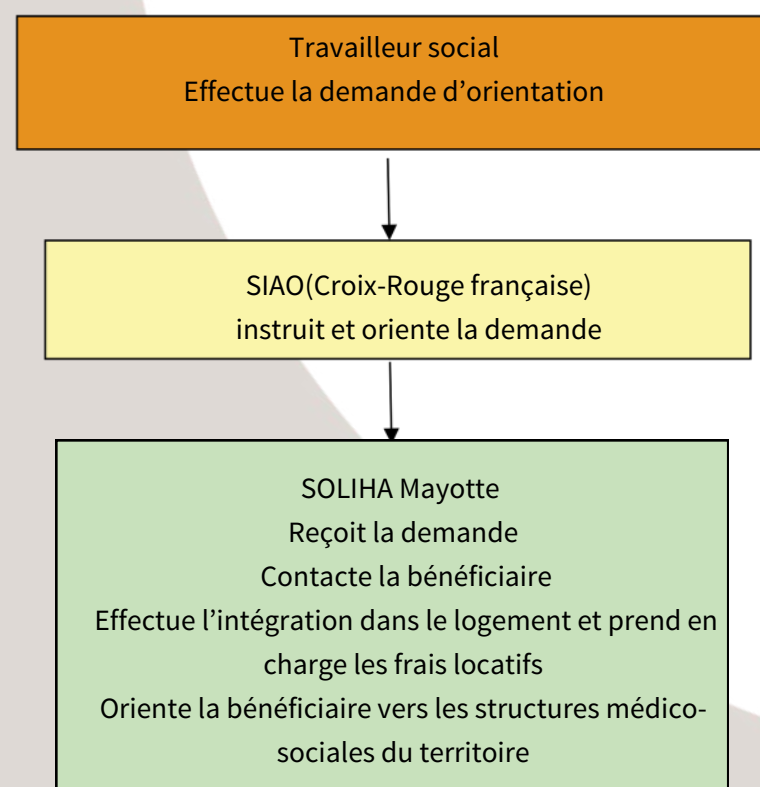 Travailleur social
Effectue la demande d’orientation
SIAO(Croix-Rouge française)
instruit et oriente la demande
SOLIHA Mayotte
Reçoit la demande
Contacte la bénéficiaire
Effectue l’intégration dans le logement et prend en
charge les frais locatifs
Oriente la bénéficiaire vers les structures médico-
sociales du territoire